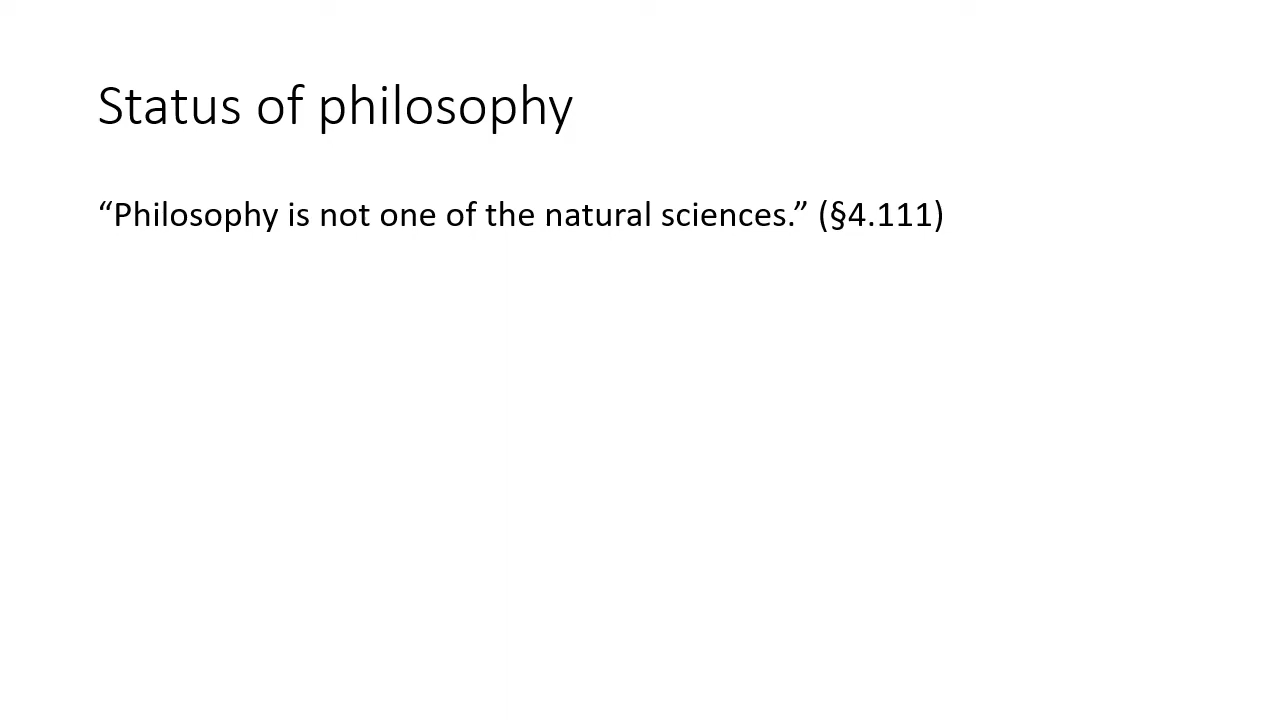 Status of philosophy
“Philosophy is not one of the natural sciences.” (§4.111)